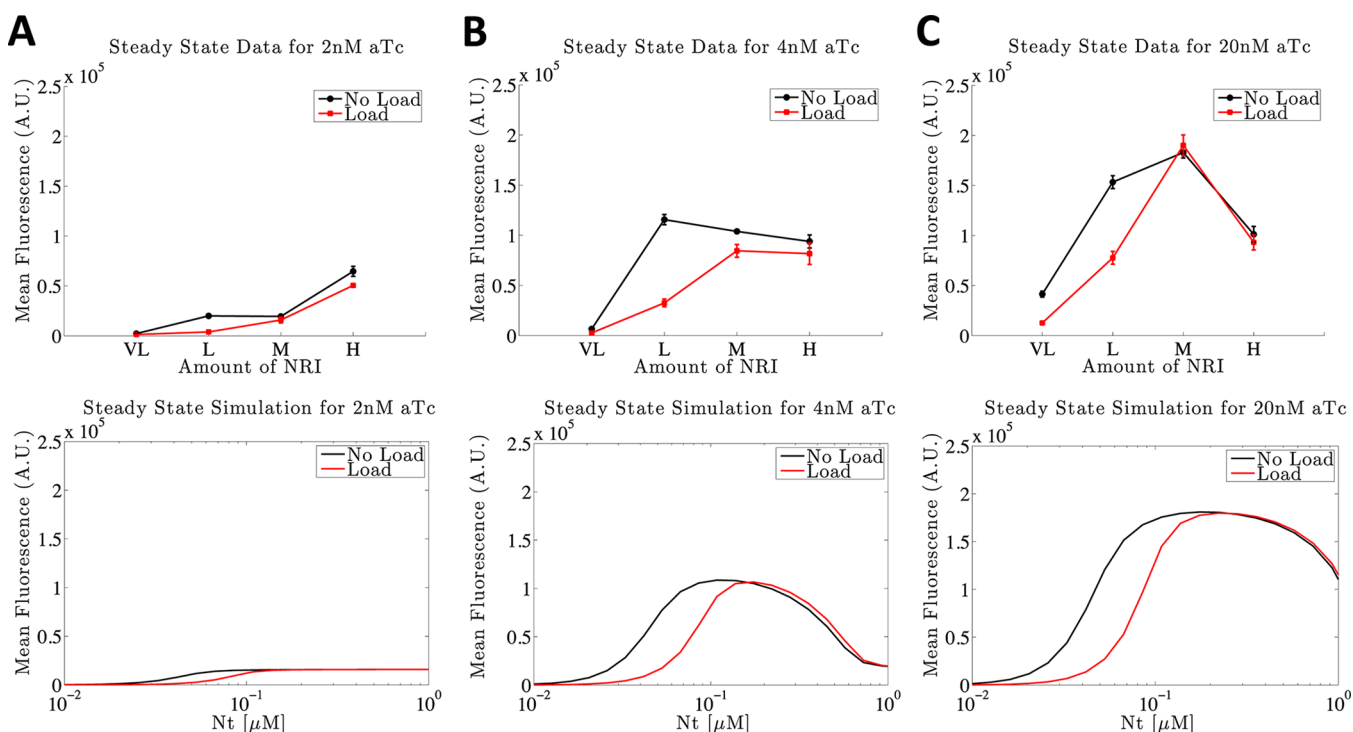 A
Steady State Data for 2nM aTc
x 10^5
Mean Fluorescence (A.U.)
2.5
2
1.5
1
0.5
0
No Load
Load
VL L M H
Amount of NRI
B
Steady State Data for 4nM aTc
x 10^5
Mean Fluorescence (A.U.)
2.5
2
1.5
1
0.5
0
No Load
Load
VL L M H
Amount of NRI
C
Steady State Data for 20nM aTc
x 10^5
Mean Fluorescence (A.U.)
2.5
2
1.5
1
0.5
0
No Load
Load
VL L M H
Amount of NRI
Steady State Simulation for 2nM aTc
x 10^5
Mean Fluorescence (A.U.)
2.5
2
1.5
1
0.5
0
No Load
Load
10^-2 10^-1 10^0
Nt [μM]
Steady State Simulation for 4nM aTc
x 10^5
Mean Fluorescence (A.U.)
2.5
2
1.5
1
0.5
0
No Load
Load
10^-2 10^-1 10^0
Nt [μM]
Steady State Simulation for 20nM aTc
x 10^5
Mean Fluorescence (A.U.)
2.5
2
1.5
1
0.5
0
No Load
Load
10^-2 10^-1 10^0
Nt [μM]